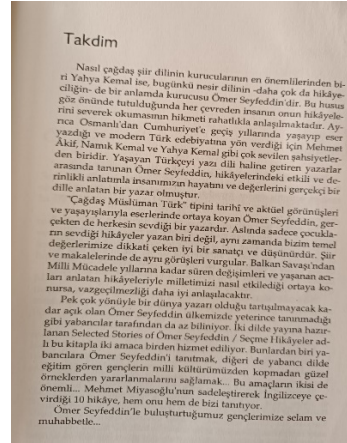 Takdim
Nasıl çağdaş şiir dilinin kurucularının en önemlilerinden bi-
ri Yahya Kemal ise, bugünkü nesir dilinin -daha çok da hikâye-
ciliğin- de bir anlamda kurucusu Ömer Seyfeddin'dir. Bu husus
göz önünde tutulduğunda her çevreden insanın onun hikâyele-
rini severek okumasının hikmeti rahatlıkla anlaşılmaktadır. Ay-
rıca Osmanlı'dan Cumhuriyet'e geçiş yıllarında yaşayıp eser
yazdığı ve modern Türk edebiyatına yön verdiği için Mehmet
Âkif, Namık Kemal ve Yahya Kemal gibi çok sevilen şahsiyetler-
den biridir. Yaşayan Türkçeyi yazı dili haline getiren yazarlar
arasında tanınan Ömer Seyfeddin, hikâyelerindeki etkili ve de-
rinlikli anlatımla insanımızın hayatını ve değerlerini gerçekçi bir
dille anlatan bir yazar olmuştur.
"Çağdaş Müslüman Türk" tipini tarihî ve aktüel görünüşleri
ve yaşayışlarıyla eserlerinde ortaya koyan Ömer Seyfeddin, ger-
çekten de herkesin sevdiği bir yazardır. Aslında sadece çocukla-
rın sevdiği hikâyeler yazan biri değil, aynı zamanda bizim temel
değerlerimize dikkati çeken iyi bir sanatçı ve düşünürdür. Şiir
ve makalelerinde de aynı görüşleri vurgular. Balkan Savaşı'ndan
Milli Mücadele yıllarına kadar süren değişimleri ve yaşanan acı-
ları anlatan hikâyeleriyle milletimizi nasıl etkilediği ortaya ko-
nursa, vazgeçilmezliği daha iyi anlaşılacaktır.
Pek çok yönüyle bir dünya yazarı olduğu tartışılmayacak ka-
dar açık olan Ömer Seyfeddin ülkemizde yeterince tanınmadığı
gibi yabancılar tarafından da az biliniyor. İki dilde yayına hazır-
lanan Selected Stories of Ömer Seyfeddin / Seçme Hikâyeler ad-
lı bu kitapla iki amaca birden hizmet ediliyor. Bunlardan biri ya-
bancılara Ömer Seyfeddin'i tanıtmak, diğeri de yabancı dilde
eğitim gören gençlerin millî kültürümüzden kopmadan güzel
örneklerden yararlanmalarını sağlamak... Bu amaçların ikisi de
önemli... Mehmet Miyasoğlu'nun sadeleştirerek İngilizceye çe-
virdiği 10 hikâye, hem onu hem de bizi tanıtıyor.
Ömer Seyfeddin'le buluşturduğumuz gençlerimize selam ve
muhabbetle...